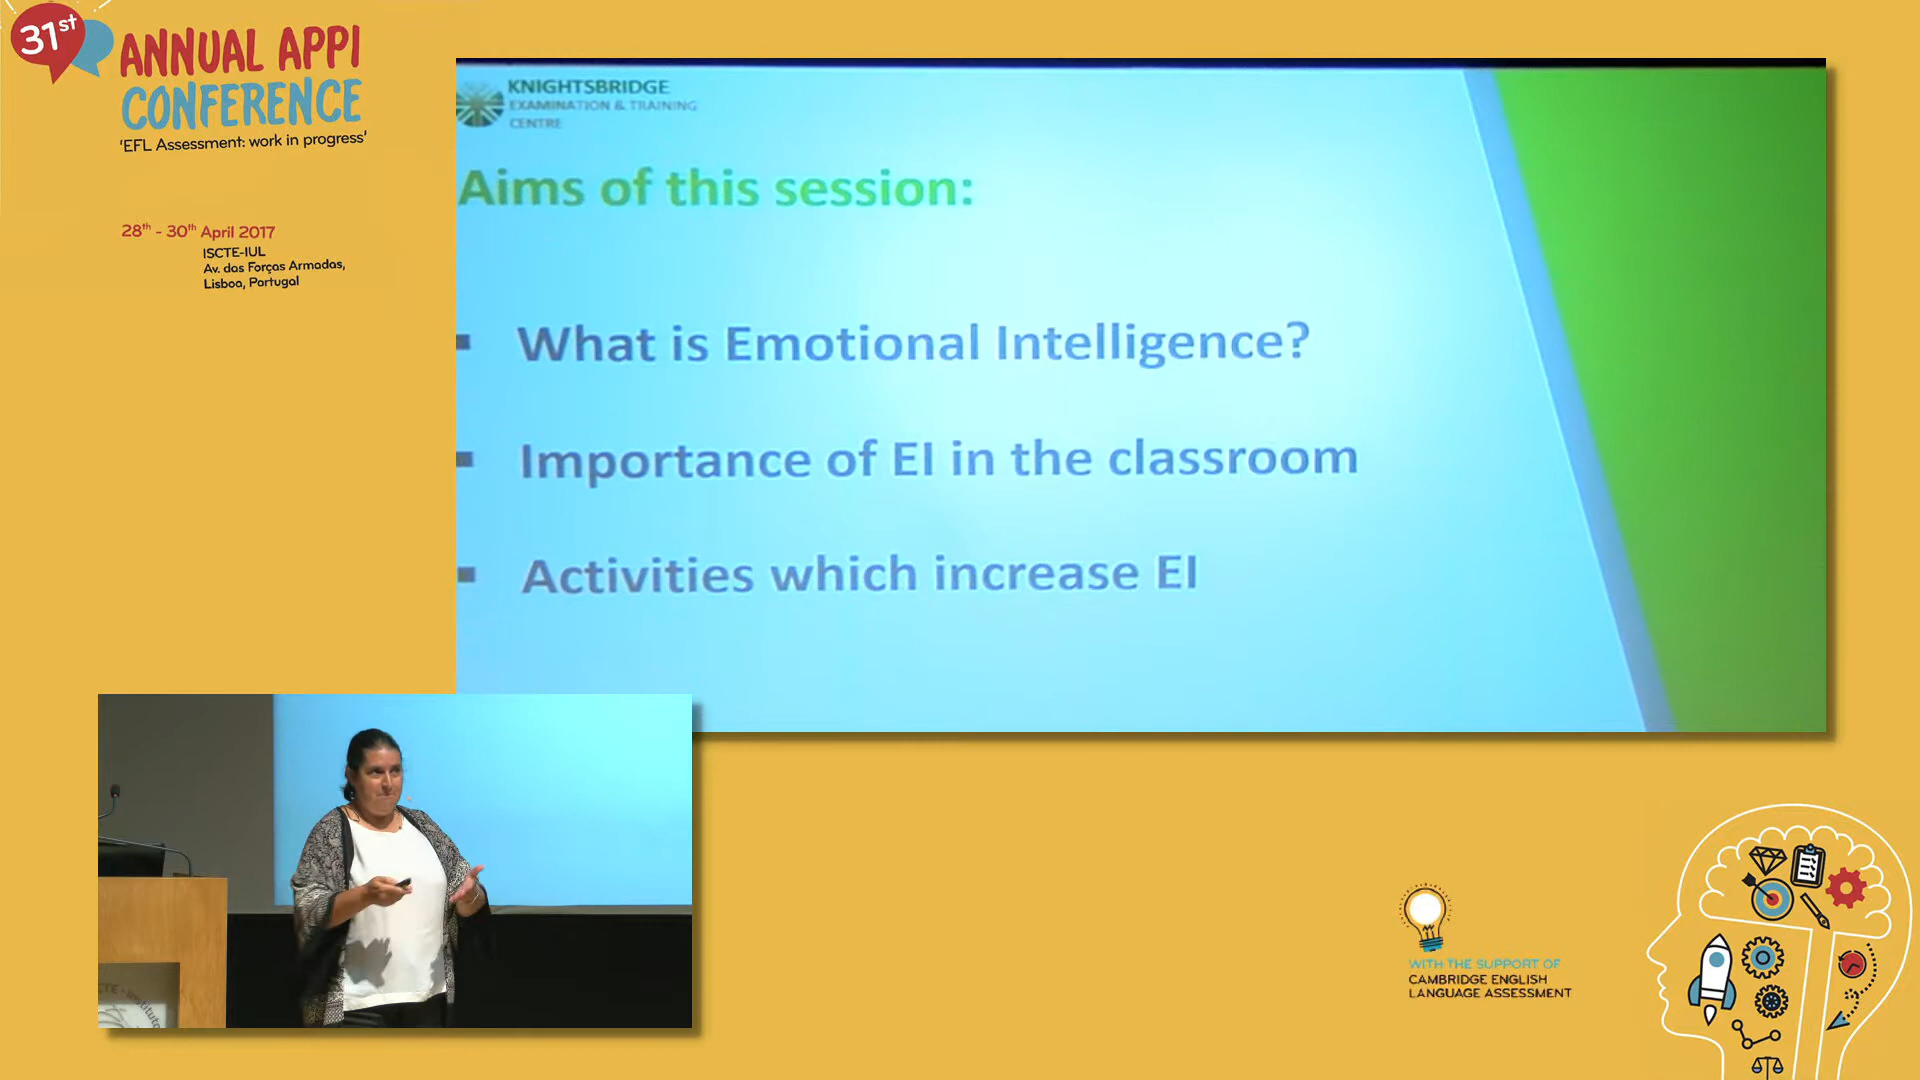 31st
ANNUAL APPI
CONFERENCE
'EFL Assessment: work in progress'
28th - 30th April 2017
ISCTE-IUL
Av. das Forças Armadas,
Lisboa, Portugal
KNIGHTSBRIDGE
EXAMINATION & TRAINING
CENTRE
Aims of this session:
▪ What is Emotional Intelligence?
▪ Importance of EI in the classroom
▪ Activities which increase EI
WITH THE SUPPORT OF
CAMBRIDGE ENGLISH
LANGUAGE ASSESSMENT